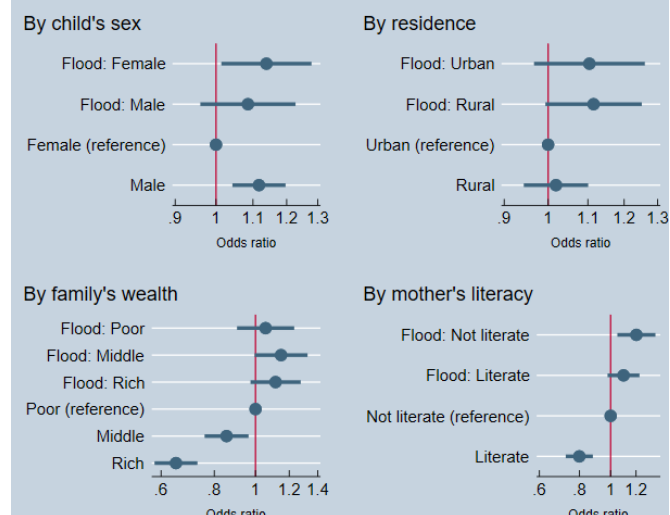 By child's sex
Flood: Female
Flood: Male
Female (reference)
Male
.9 1 1.1 1.2 1.3
Odds ratio
By residence
Flood: Urban
Flood: Rural
Urban (reference)
Rural
.9 1 1.1 1.2 1.3
Odds ratio
By family's wealth
Flood: Poor
Flood: Middle
Flood: Rich
Poor (reference)
Middle
Rich
.6 .8 1 1.2 1.4
Odds ratio
By mother's literacy
Flood: Not literate
Flood: Literate
Not literate (reference)
Literate
.6 .8 1 1.2
Odds ratio